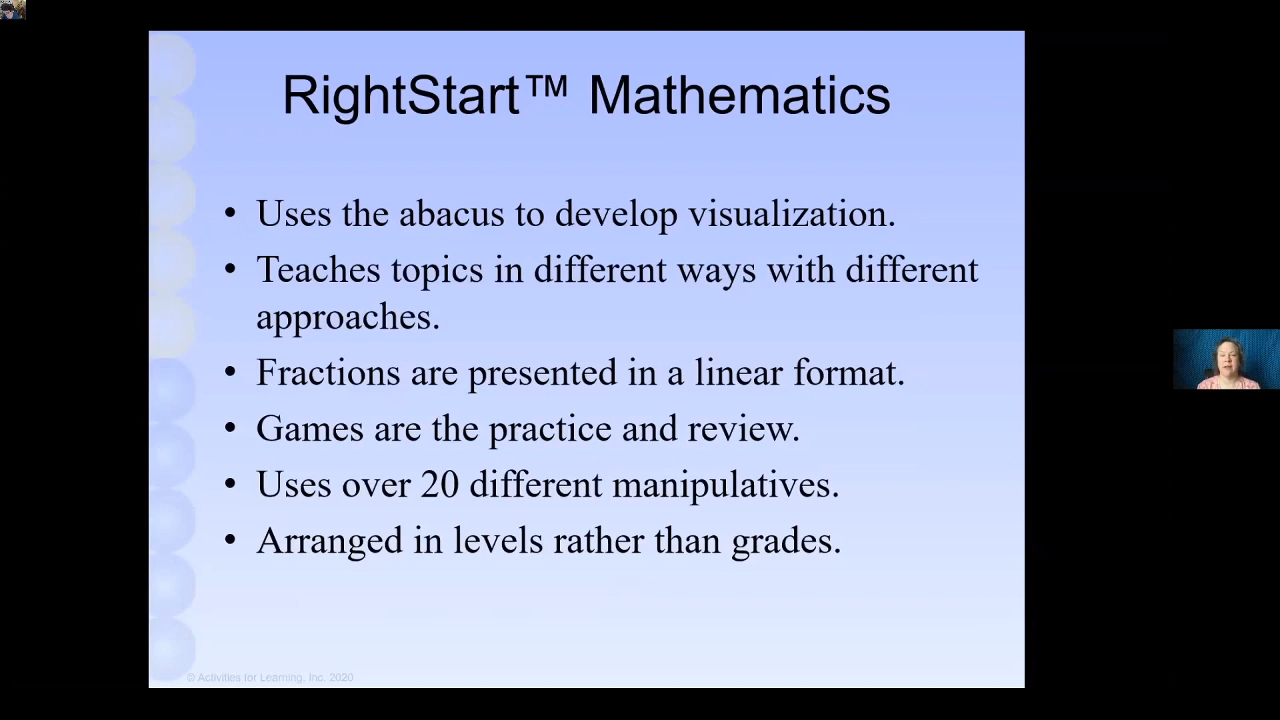 RightStart™ Mathematics
• Uses the abacus to develop visualization.
• Teaches topics in different ways with different
approaches.
• Fractions are presented in a linear format.
• Games are the practice and review.
• Uses over 20 different manipulatives.
• Arranged in levels rather than grades.
© Activities for Learning, Inc. 2020